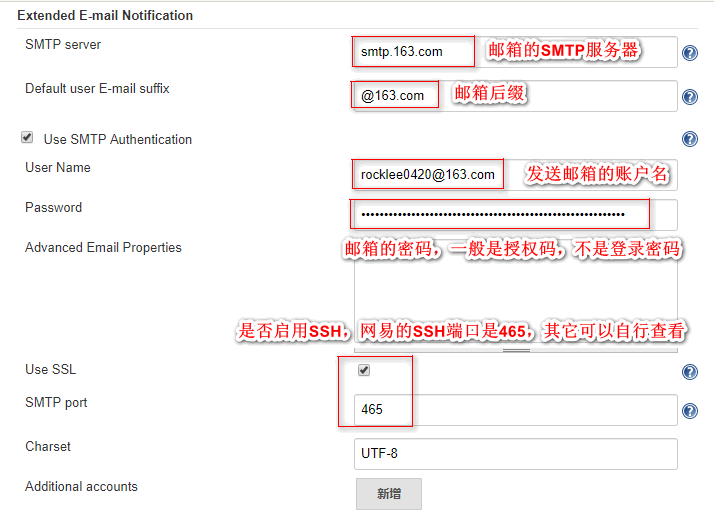 Extended E-mail Notification
SMTP server
smtp.163.com
邮箱的SMTP服务器
Default user E-mail suffix
@163.com
邮箱后缀
Use SMTP Authentication
User Name
rocklee0420@163.com
发送邮箱的账户名
Password
邮箱的密码，一般是授权码，不是登录密码
Advanced Email Properties
是否启用SSH，网易的SSH端口是465，其它可以自行查看
Use SSL
SMTP port
465
Charset
UTF-8
Additional accounts
新增